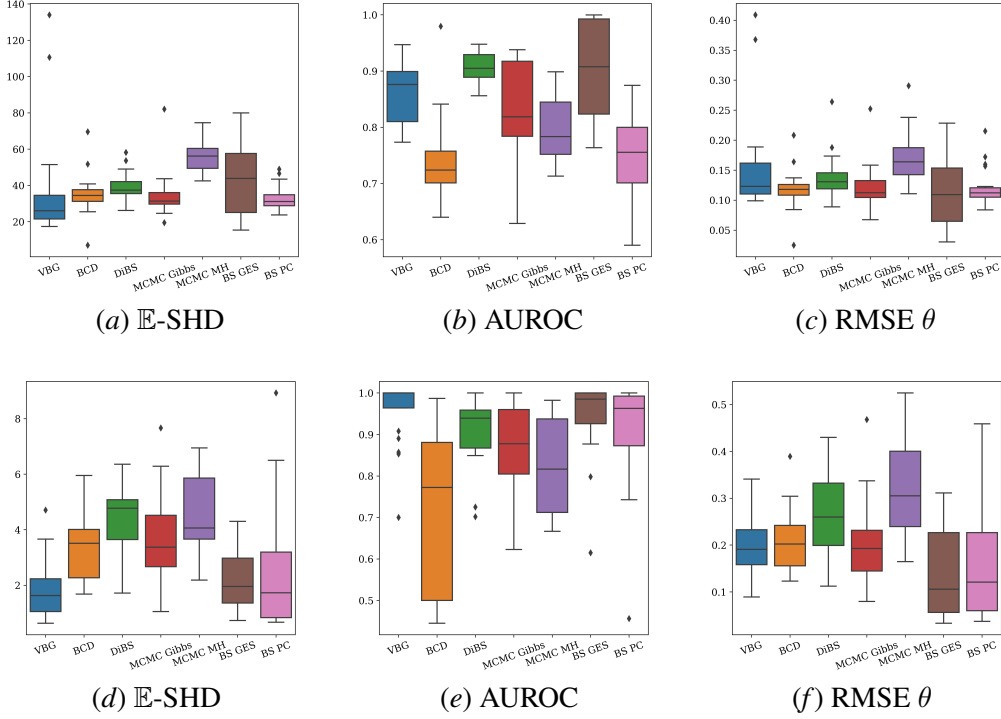 140
120
100
80
60
40
20
VBG BCD DiBS MCMC Gibbs MCMC MH BS GES BS PC
(a) 𝔼-SHD
1.0
0.9
0.8
0.7
0.6
VBG BCD DiBS MCMC Gibbs MCMC MH BS GES BS PC
(b) AUROC
0.40
0.35
0.30
0.25
0.20
0.15
0.10
0.05
VBG BCD DiBS MCMC Gibbs MCMC MH BS GES BS PC
(c) RMSE θ
8
6
4
2
VBG BCD DiBS MCMC Gibbs MCMC MH BS GES BS PC
(d) 𝔼-SHD
1.0
0.9
0.8
0.7
0.6
0.5
VBG BCD DiBS MCMC Gibbs MCMC MH BS GES BS PC
(e) AUROC
0.5
0.4
0.3
0.2
0.1
VBG BCD DiBS MCMC Gibbs MCMC MH BS GES BS PC
(f) RMSE θ